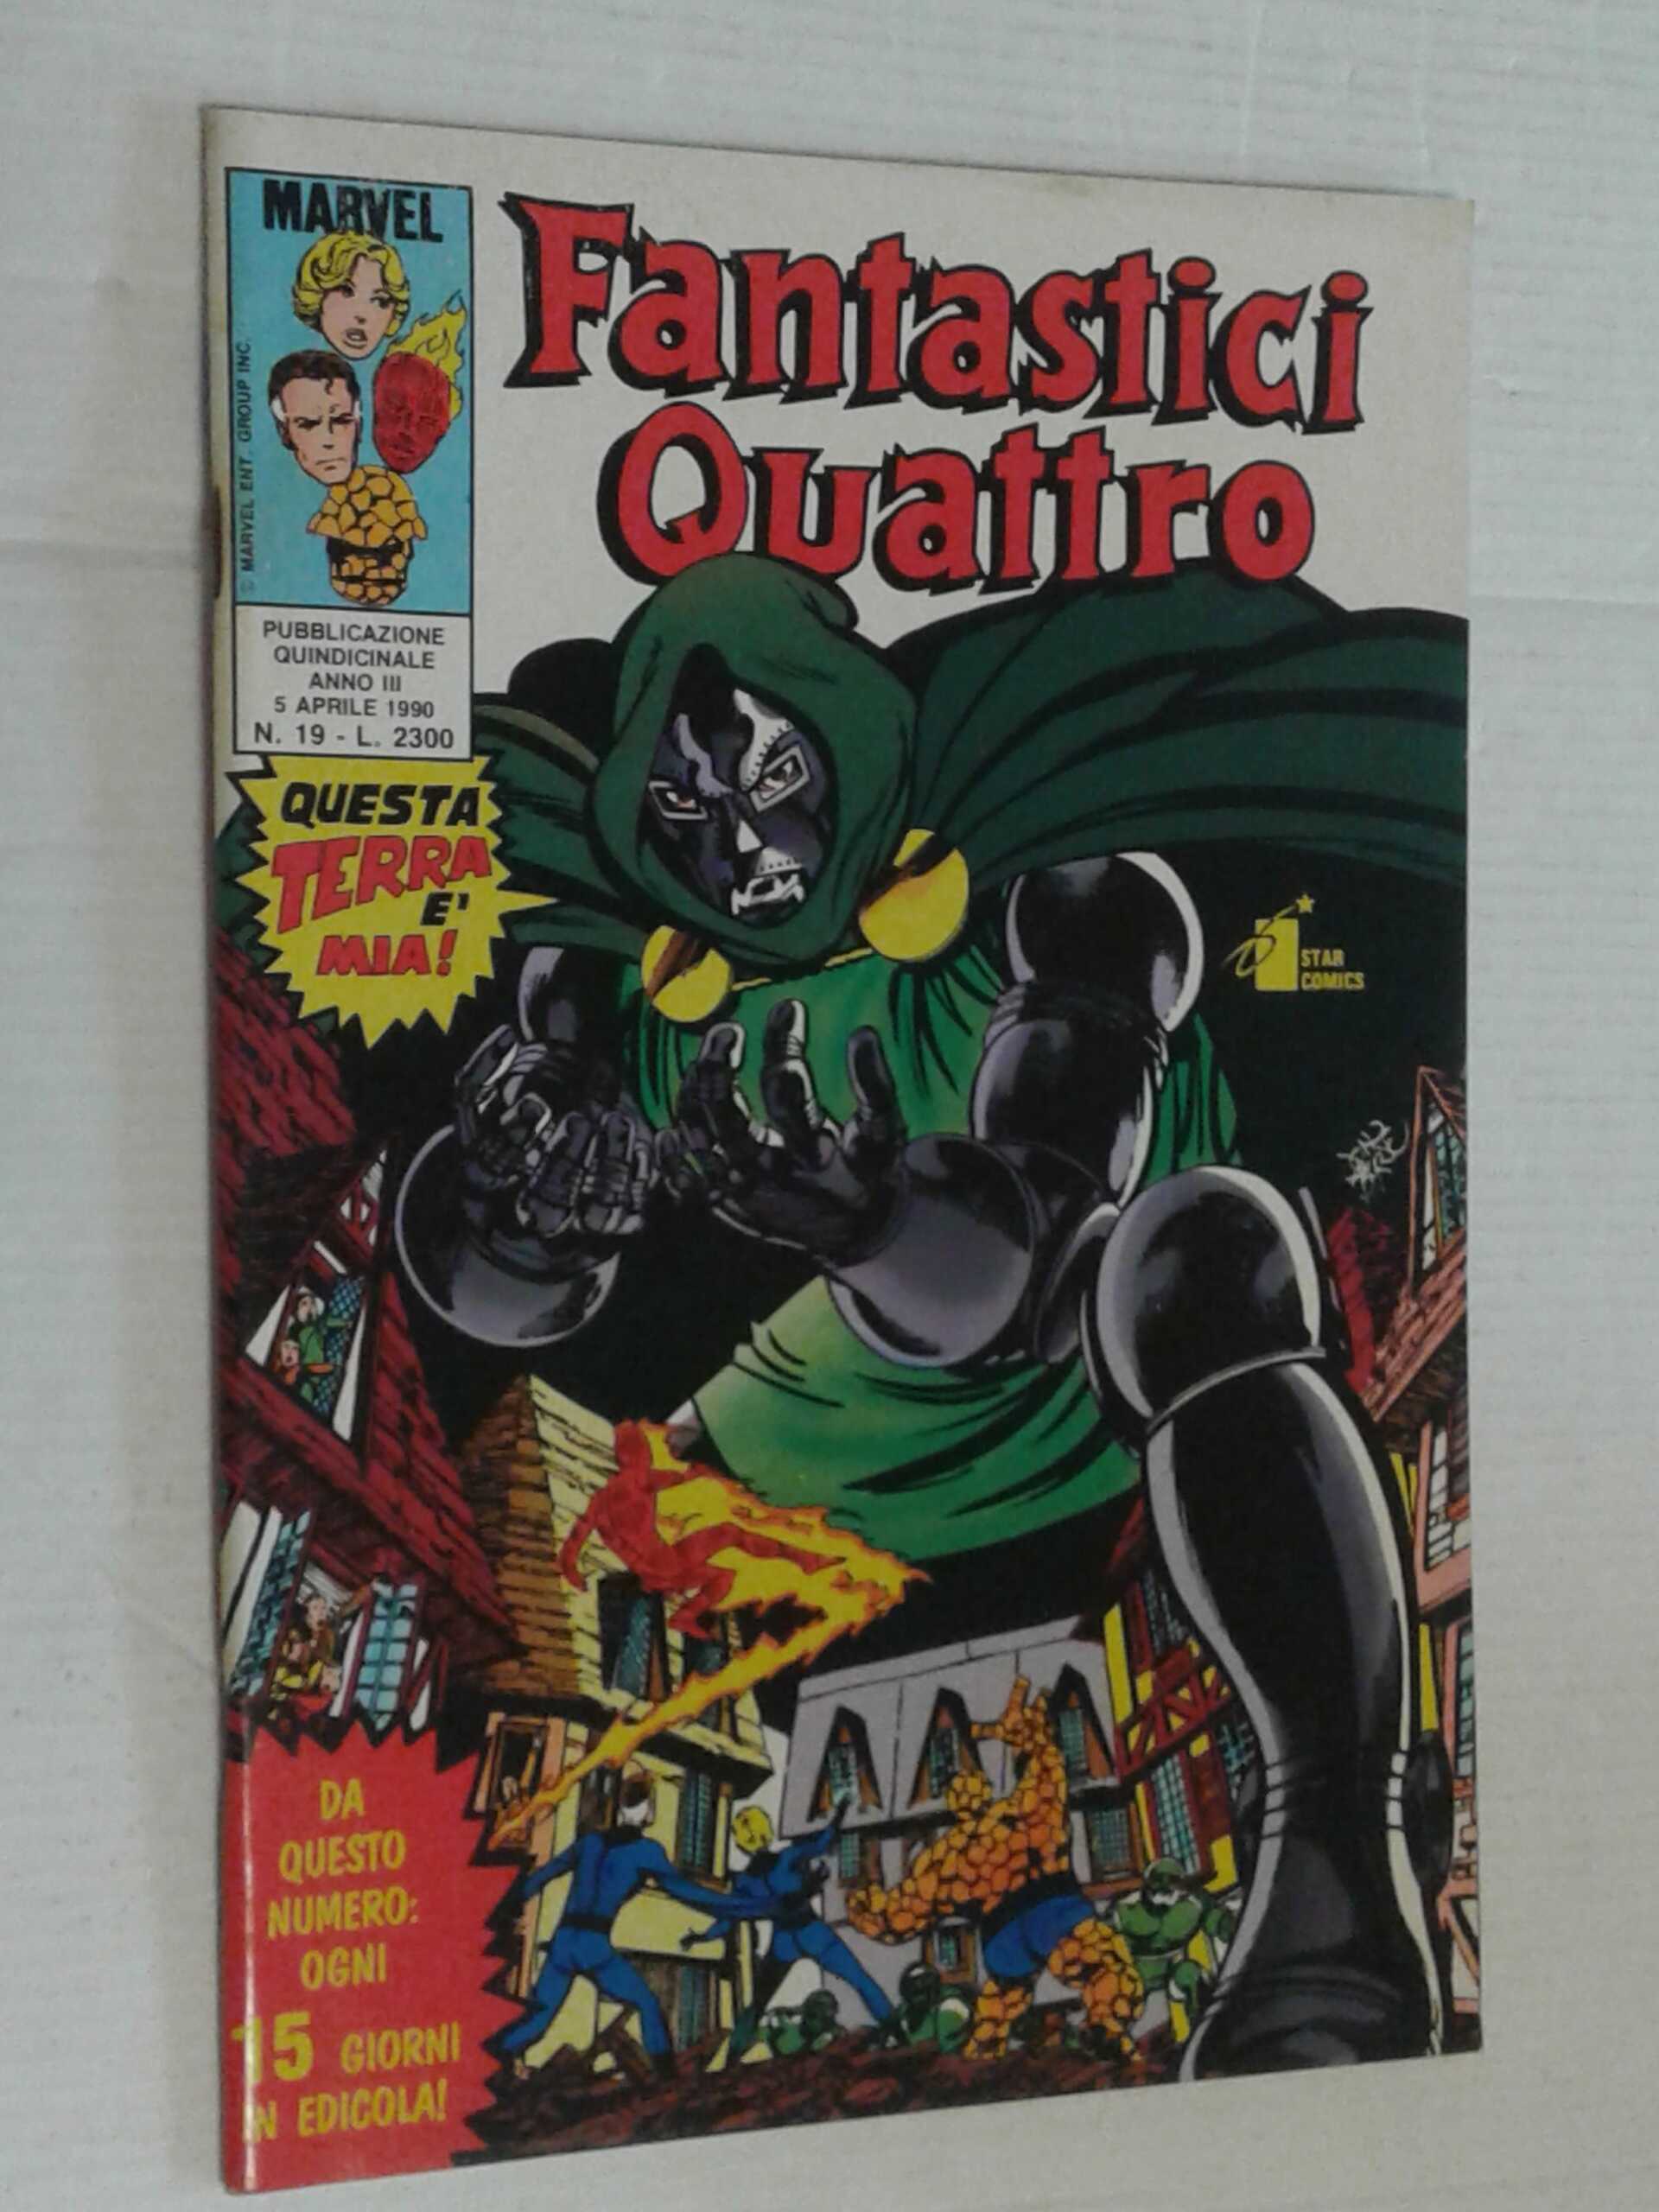 MARVEL
© MARVEL ENT. GROUP INC.
Fantastici
Quattro
PUBBLICAZIONE
QUINDICINALE
ANNO III
5 APRILE 1990
N. 19 - L. 2300
QUESTA
TERRA
E'
MIA!
STAR
COMICS
DA
QUESTO
NUMERO:
OGNI
15 GIORNI
IN EDICOLA!